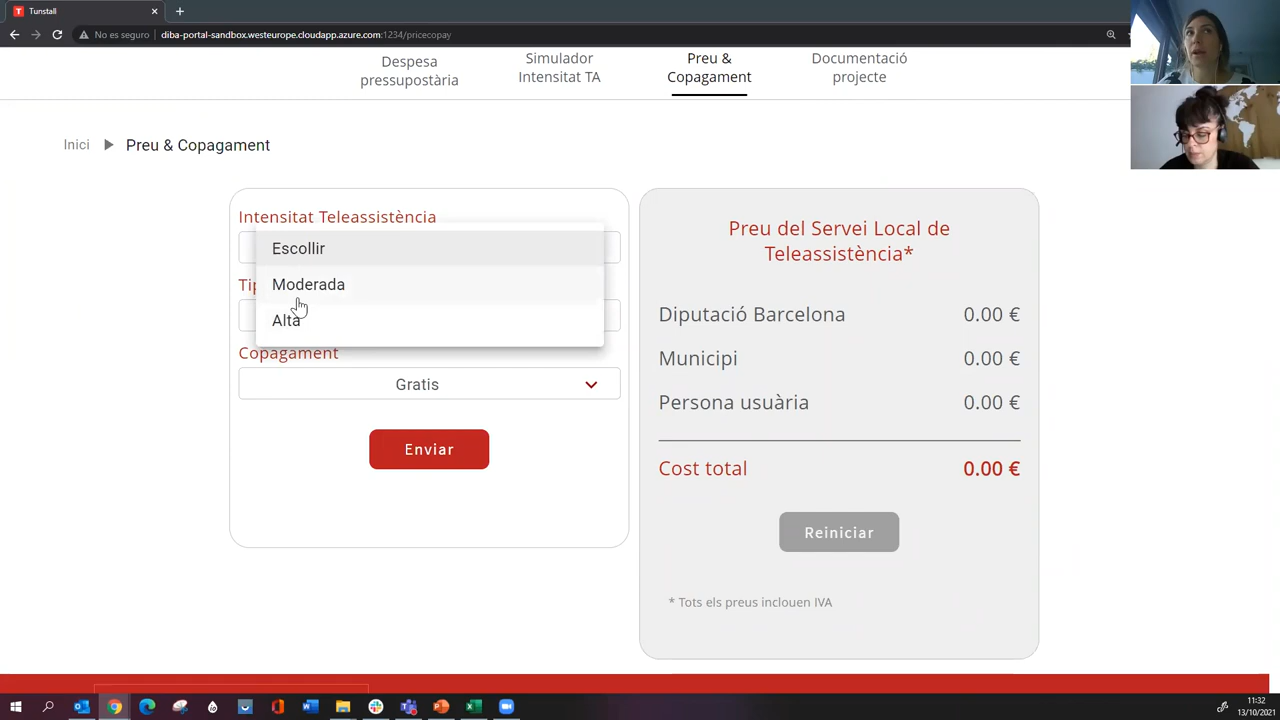 Tunstall
No es seguro
diba-portal-sandbox.westeurope.cloudapp.azure.com:1234/pricecopay
Despesa
pressupostària
Simulador
Intensitat TA
Preu &
Copagament
Documentació
projecte
Inici
Preu & Copagament
Intensitat Teleassistència
Escollir
Moderada
Alta
Copagament
Gratis
Enviar
Preu del Servei Local de
Teleassistència*
Diputació Barcelona 0.00 €
Municipi 0.00 €
Persona usuària 0.00 €
Cost total 0.00 €
Reiniciar
* Tots els preus inclouen IVA
11:32
13/10/2021